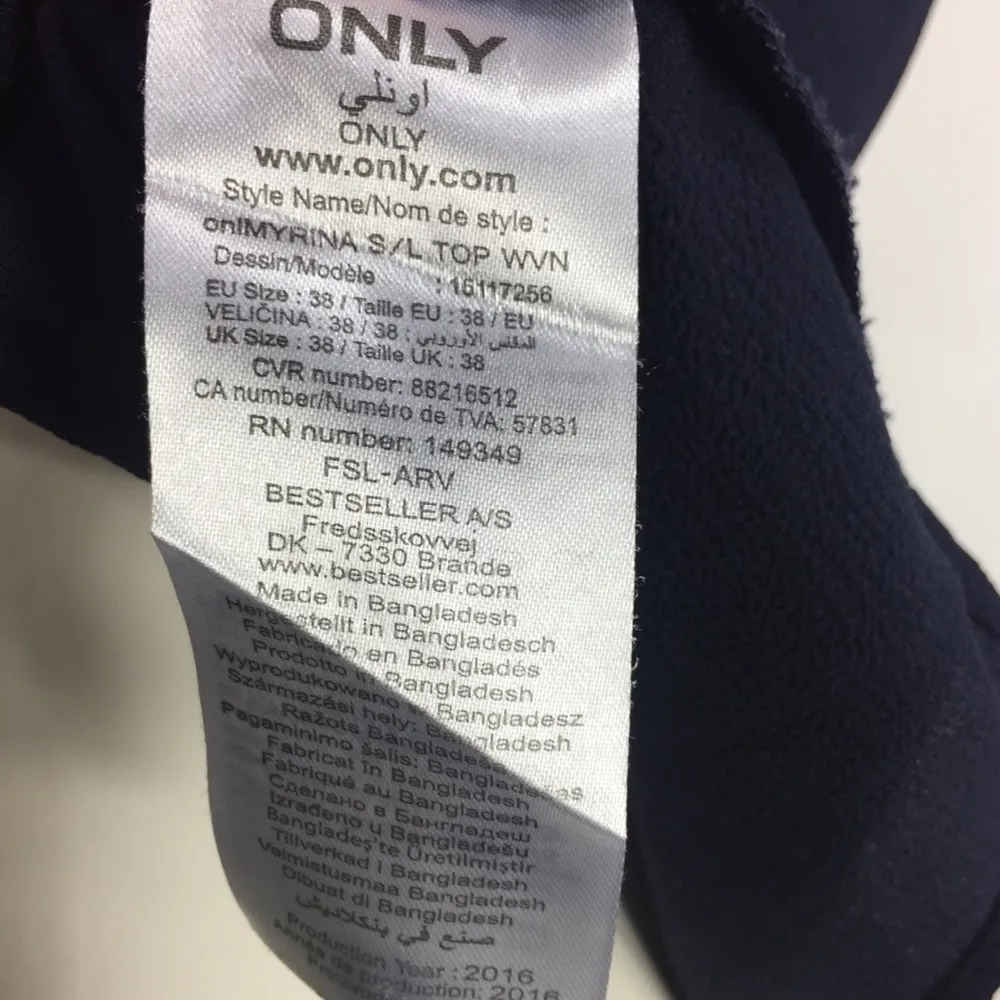 ONLY
اونلي
ONLY
www.only.com
Style Name/Nom de style :
onlMYRINA S/L TOP WVN
Dessin/Modèle : 16117256
EU Size : 38 / Taille EU : 38 / EU
VELIČINA : 38 / 38 : المقاس الأوروبي
UK Size : 38 / Taille UK : 38
CVR number: 88216512
CA number/Numéro de TVA: 57831
RN number: 149349
FSL-ARV
BESTSELLER A/S
Fredsskovvej
DK – 7330 Brande
www.bestseller.com
Made in Bangladesh
Hergestellt in Bangladesch
Fabricado en Bangladés
Prodotto in Bangladesh
Wyprodukowano Bangladesz
Származási hely: Bangladesh
Ražots Bangladešā
Pagaminimo šalis: Bangladešas
Fabricat în Bangladesh
Fabriqué au Bangladesh
Сделано в Бангладеш
Izrađeno u Bangladešu
Bangladeş'te Üretilmiştir
Tillverkad i Bangladesh
Valmistusmaa Bangladesh
Dibuat di Bangladesh
صنع في بنكلاديش
Production Year : 2016
Année de production: 2016